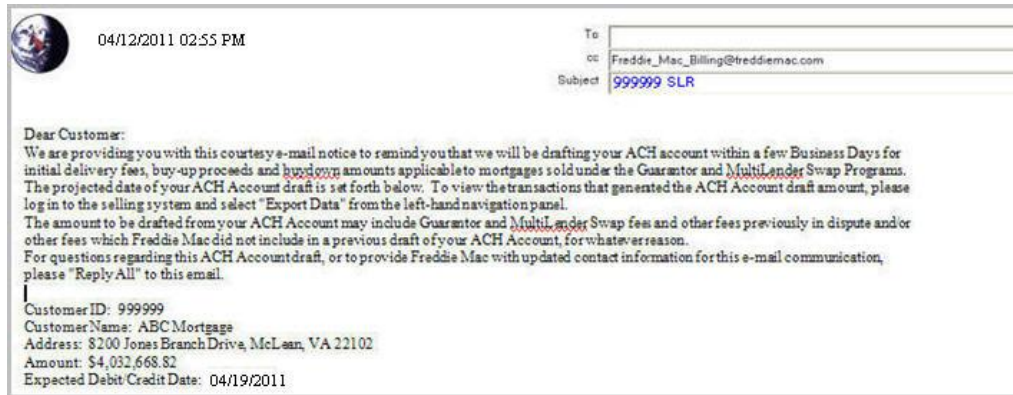 04/12/2011 02:55 PM
To
cc Freddie_Mac_Billing@freddiemac.com
Subject 999999 SLR
Dear Customer:
We are providing you with this courtesy e-mail notice to remind you that we will be drafting your ACH account within a few Business Days for
initial delivery fees, buy-up proceeds and buydown amounts applicable to mortgages sold under the Guarantor and MultiLender Swap Programs.
The projected date of your ACH Account draft is set forth below. To view the transactions that generated the ACH Account draft amount, please
log in to the selling system and select "Export Data" from the left-hand navigation panel.
The amount to be drafted from your ACH Account may include Guarantor and MultiLender Swap fees and other fees previously in dispute and/or
other fees which Freddie Mac did not include in a previous draft of your ACH Account, for whatever reason.
For questions regarding this ACH Account draft, or to provide Freddie Mac with updated contact information for this e-mail communication,
please "Reply All" to this email.
Customer ID: 999999
Customer Name: ABC Mortgage
Address: 8200 Jones Branch Drive, McLean, VA 22102
Amount: $4,032,668.82
Expected Debit/Credit Date: 04/19/2011